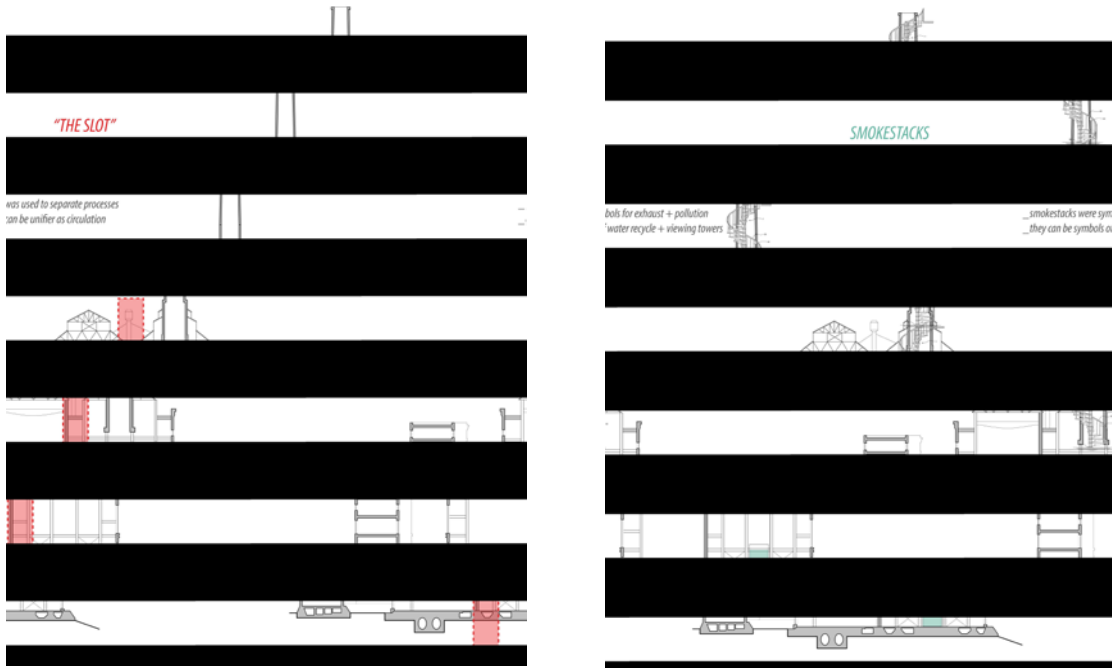 “THE SLOT”
was used to separate processes
can be unifier as circulation
SMOKESTACKS
bols for exhaust + pollution
water recycle + viewing towers
_smokestacks were sym
_they can be symbols